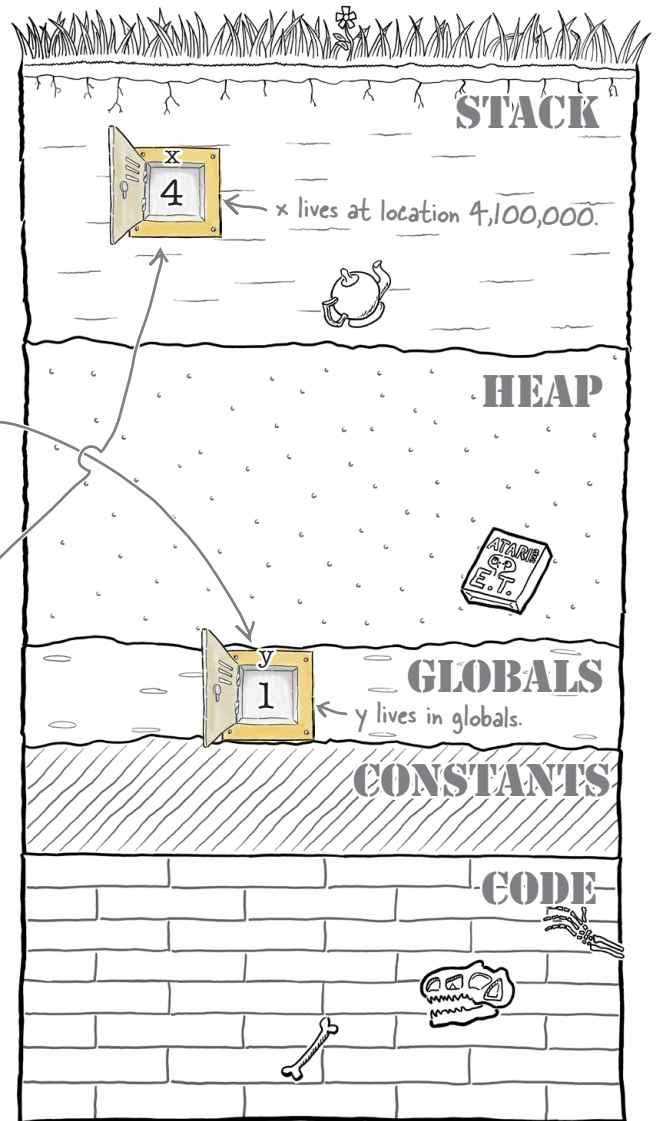 STACK
x
4
x lives at location 4,100,000.
HEAP
ATARI
E.T.
y
1
GLOBALS
y lives in globals.
CONSTANTS
CODE